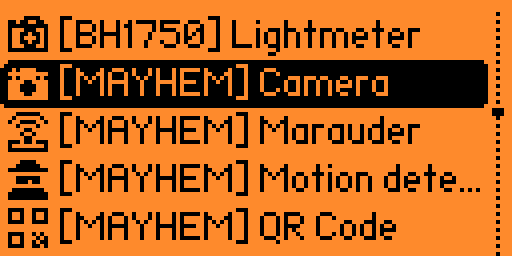 [BH1750] Lightmeter
[MAYHEM] Camera
[MAYHEM] Marauder
[MAYHEM] Motion dete...
[MAYHEM] QR Code